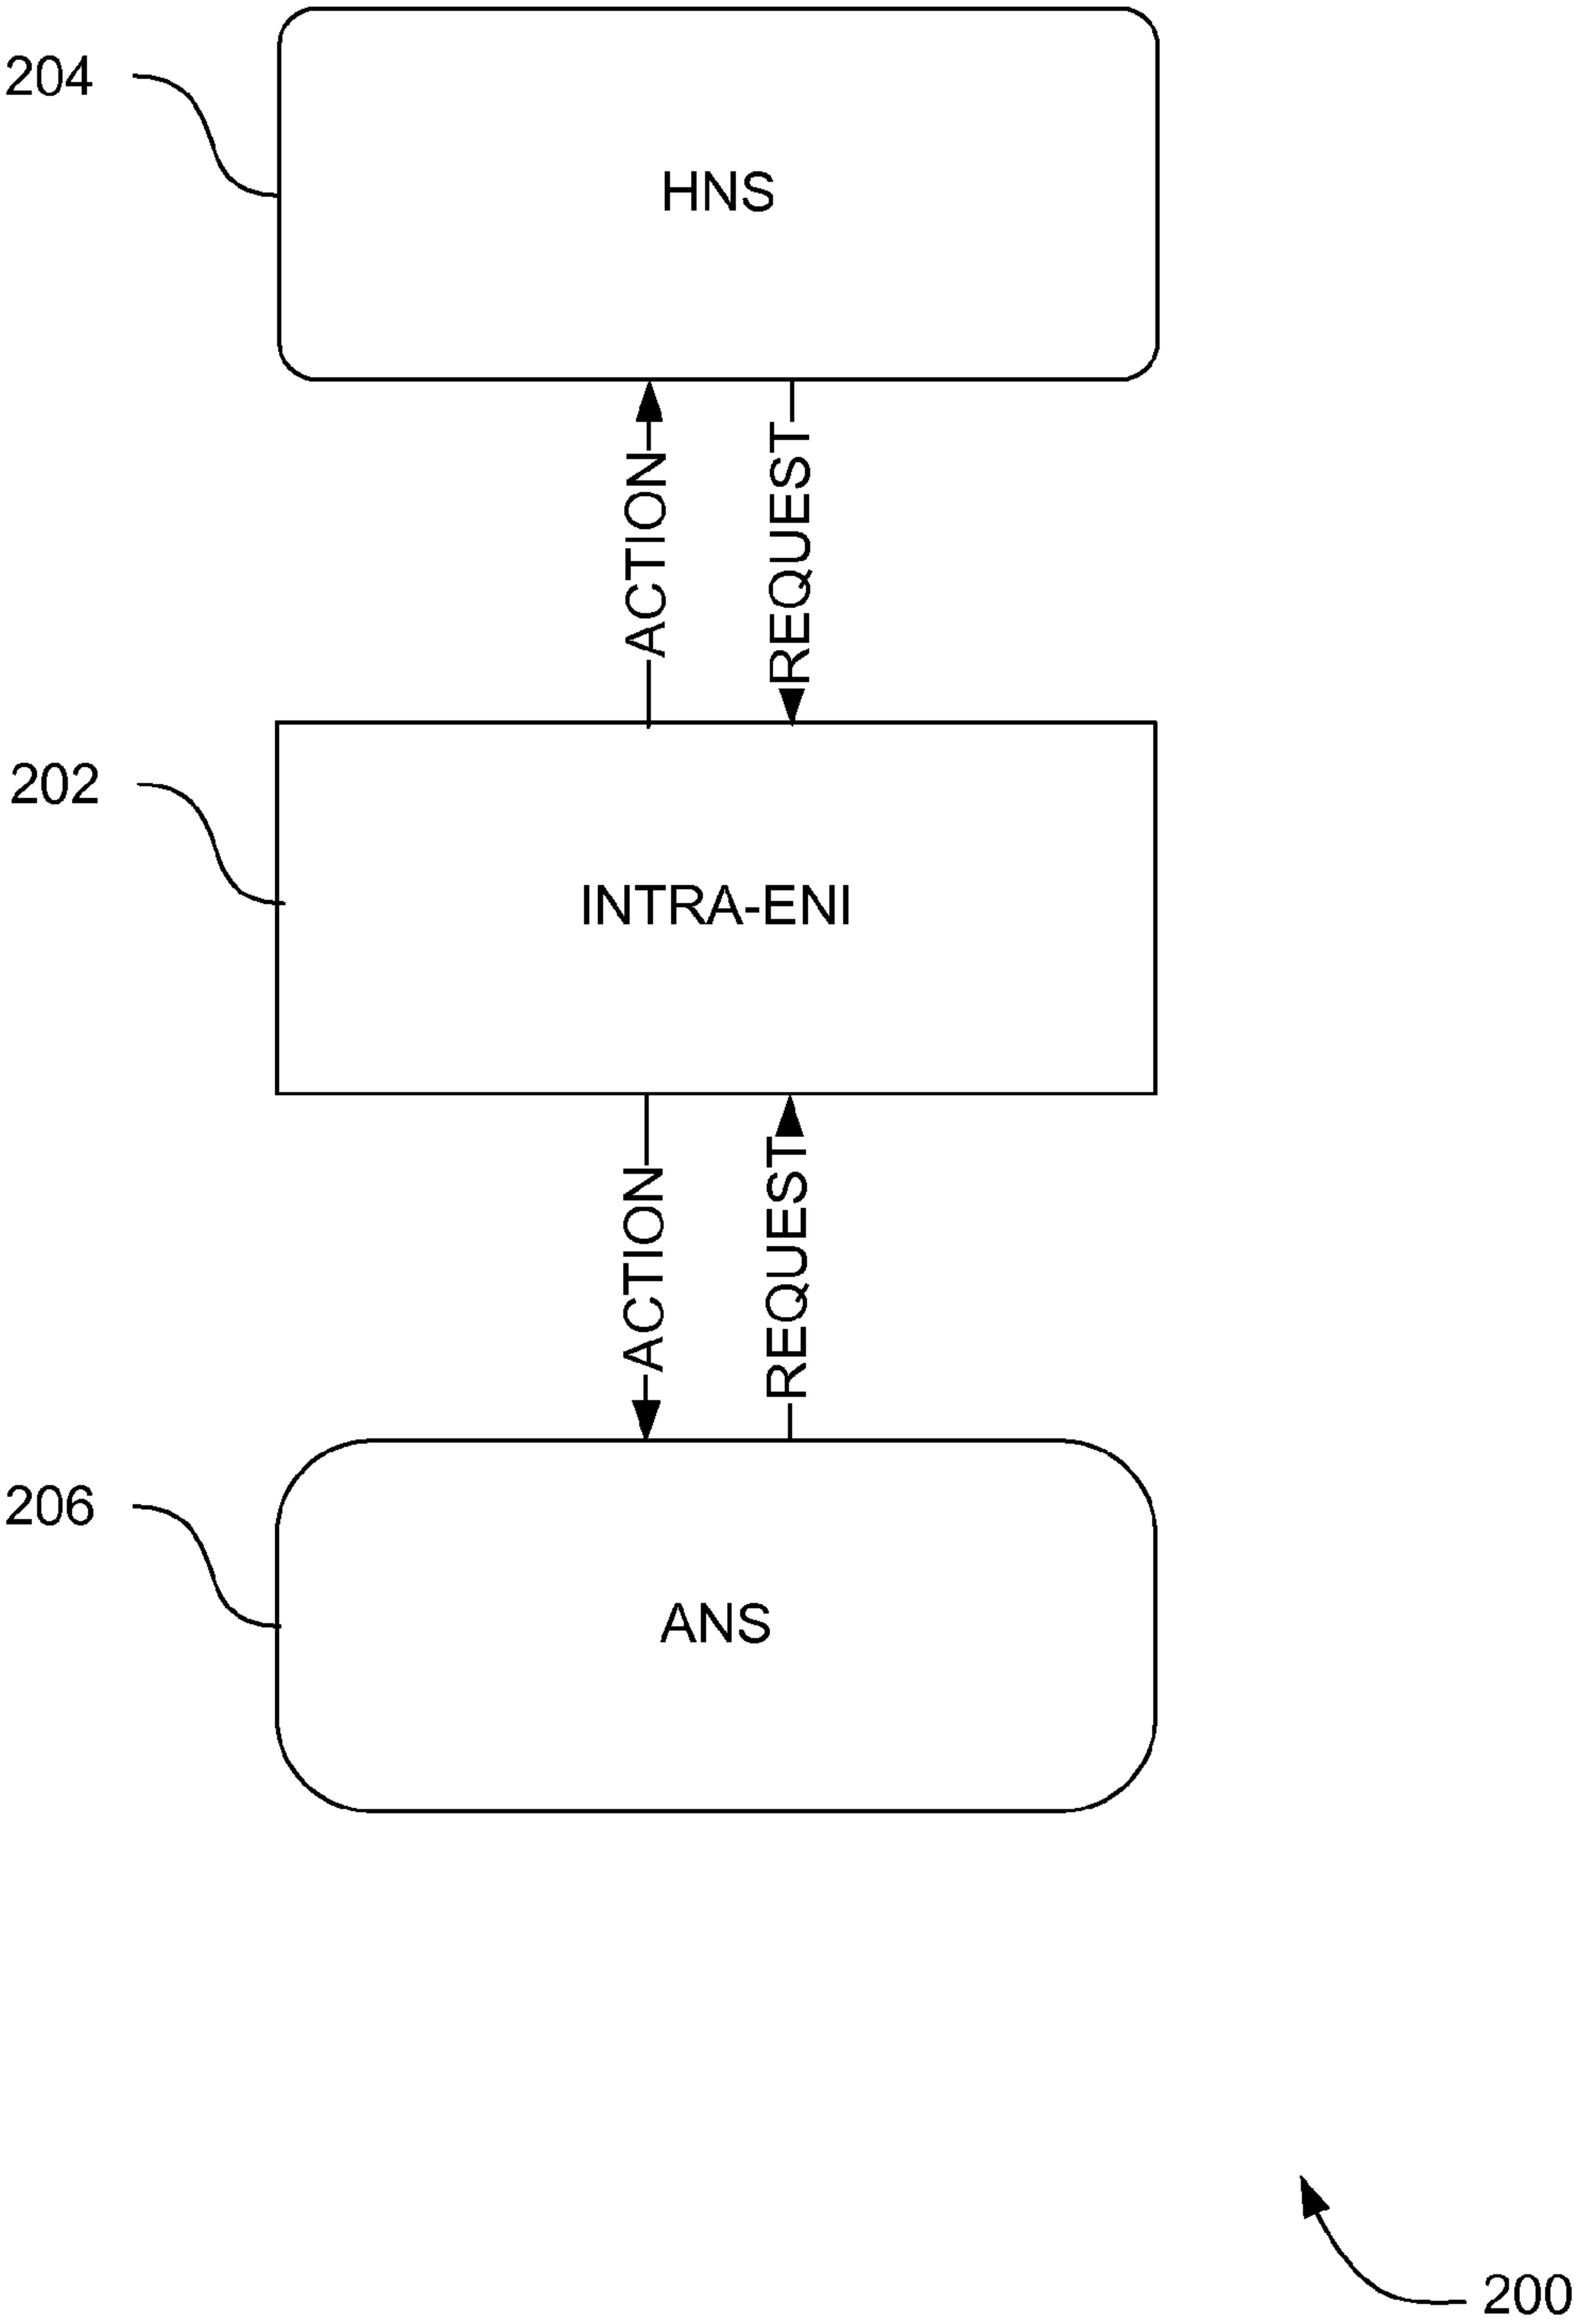 204
HNS
ACTION
REQUEST
202
INTRA-ENI
ACTION
REQUEST
206
ANS
200